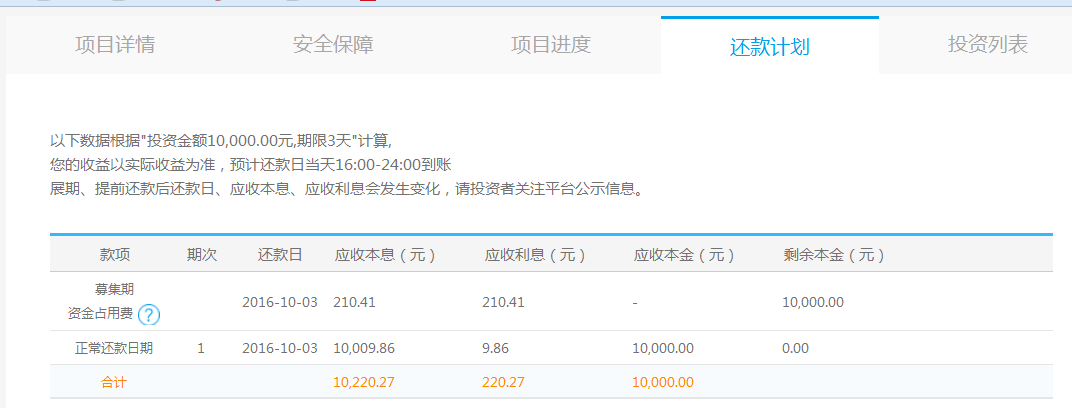 项目详情 安全保障 项目进度 还款计划 投资列表
以下数据根据"投资金额10,000.00元,期限3天"计算,
您的收益以实际收益为准，预计还款日当天16:00-24:00到账
展期、提前还款后还款日、应收本息、应收利息会发生变化，请投资者关注平台公示信息。
款项 期次 还款日 应收本息（元） 应收利息（元） 应收本金（元） 剩余本金（元）
募集期
资金占用费 ? 2016-10-03 210.41 210.41 - 10,000.00
正常还款日期 1 2016-10-03 10,009.86 9.86 10,000.00 0.00
合计 10,220.27 220.27 10,000.00